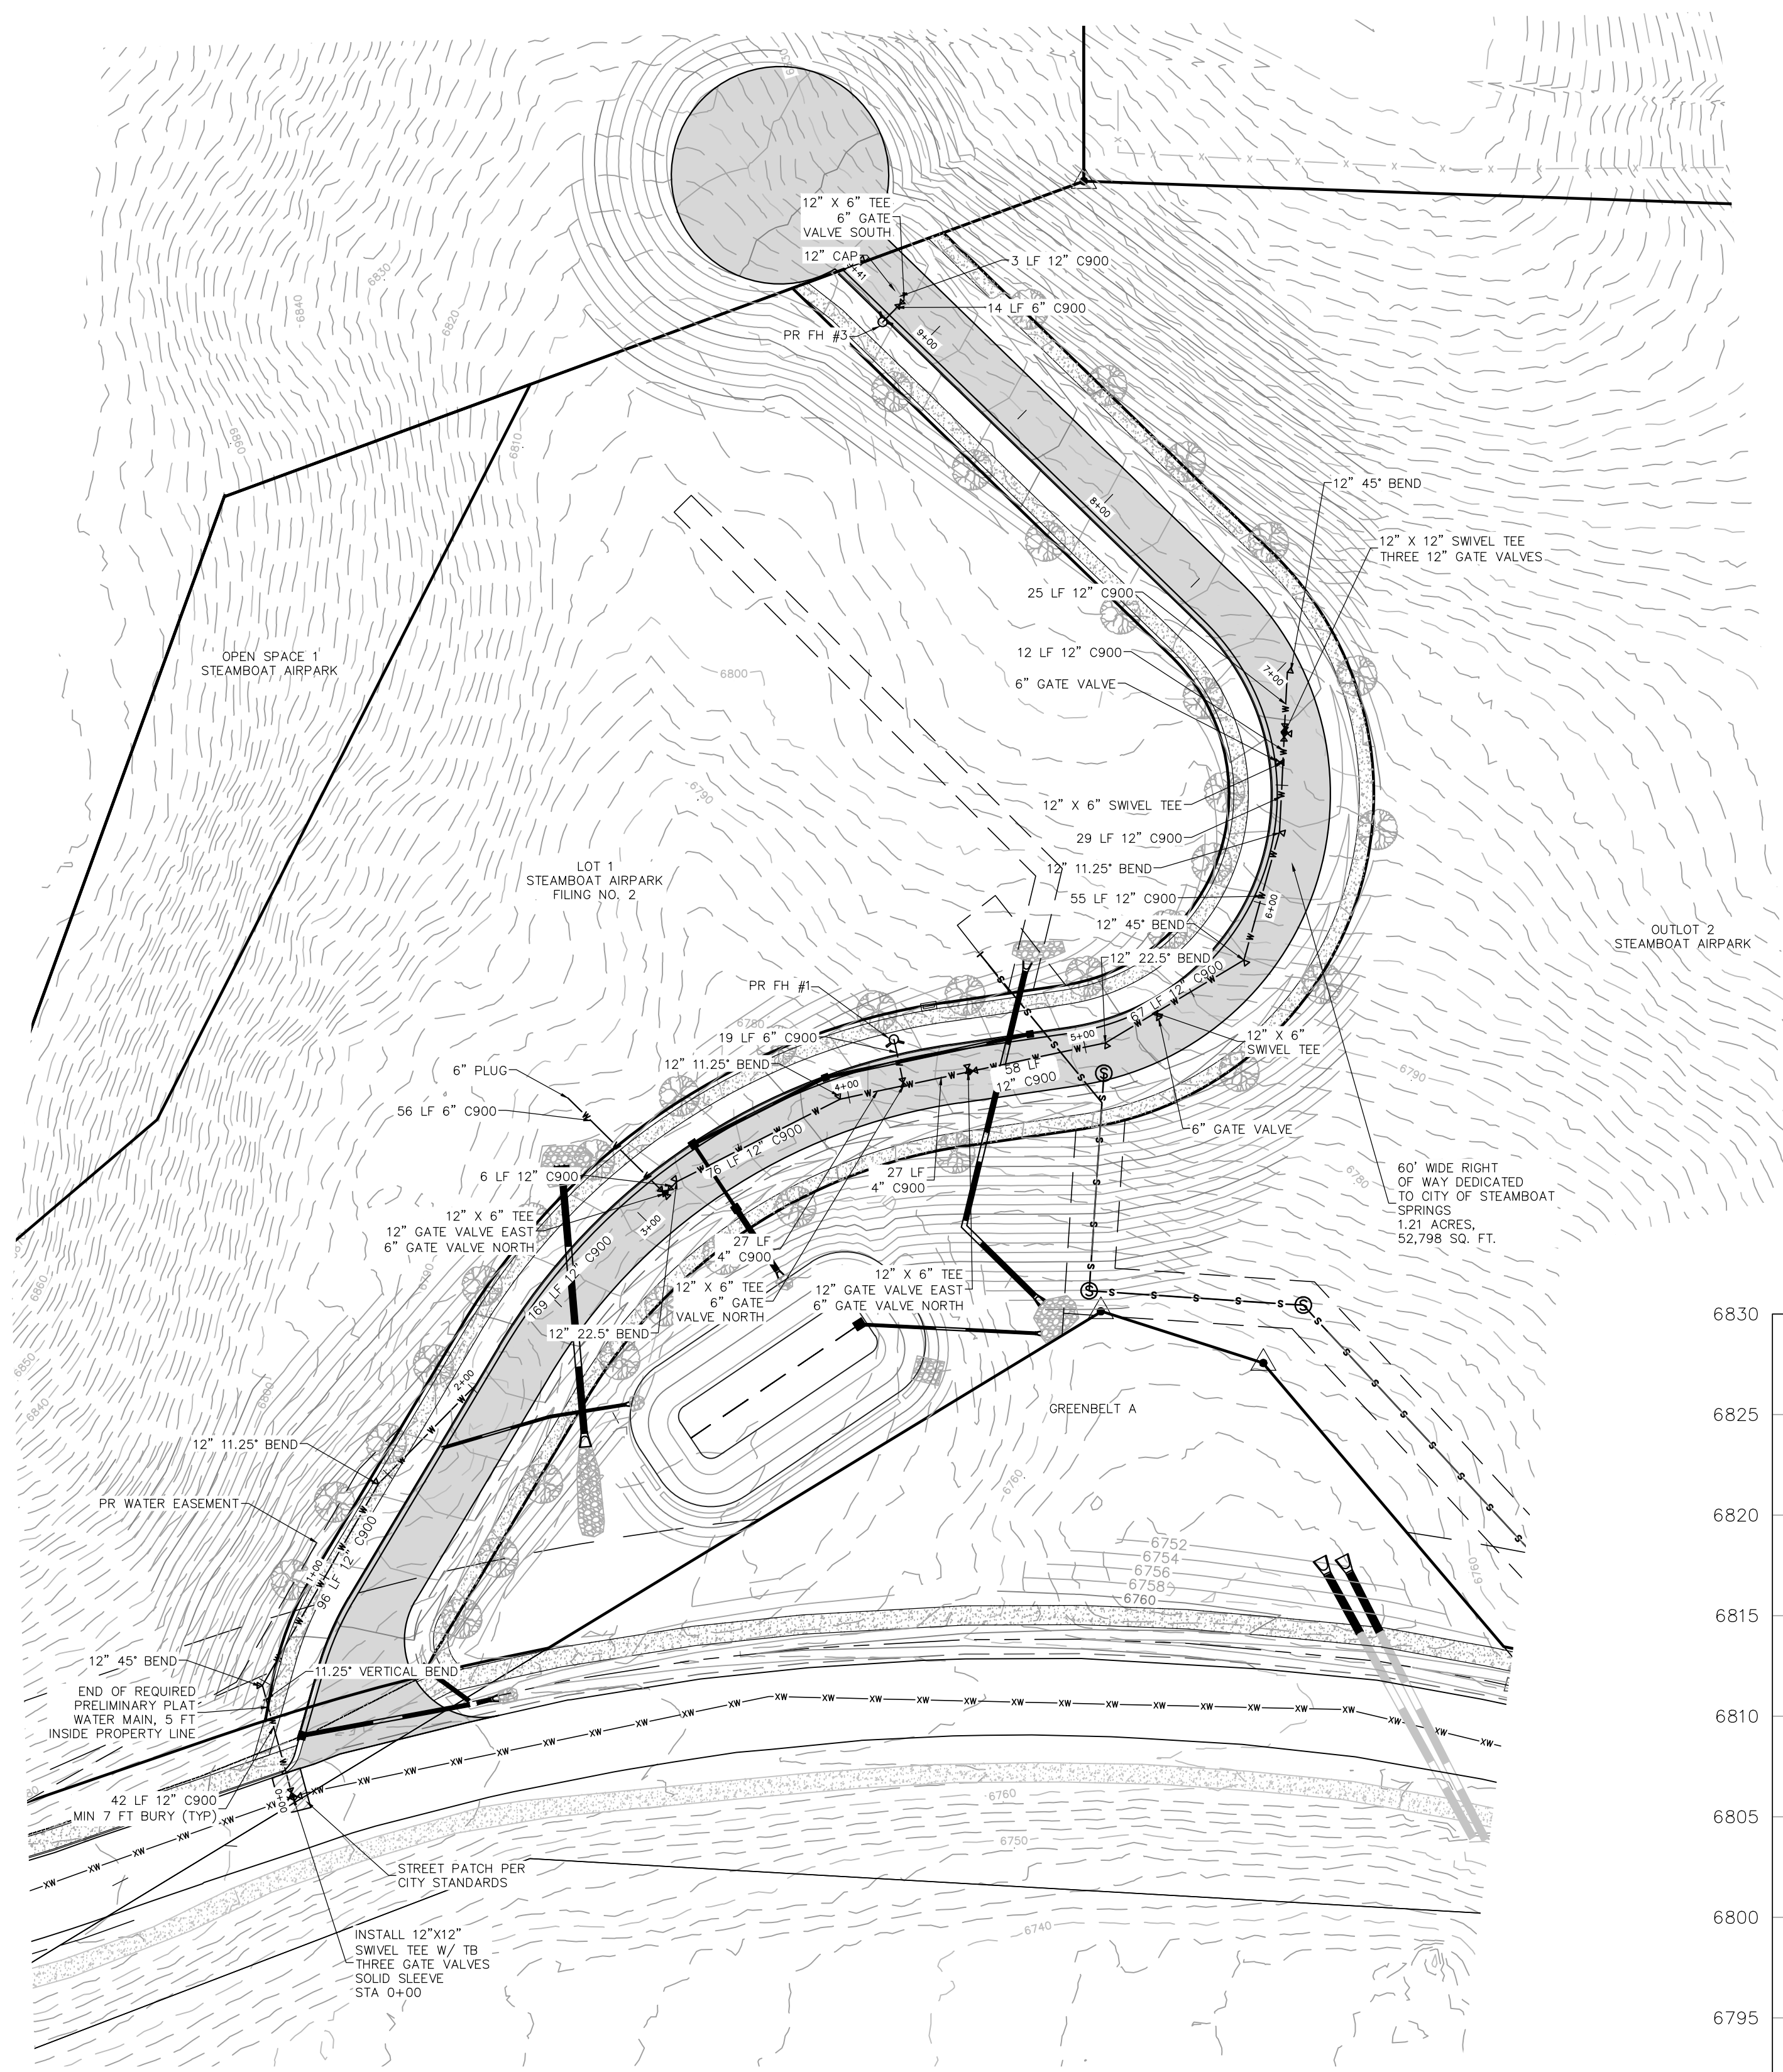 6830
12" X 6" TEE
6" GATE
VALVE SOUTH
12" CAP
3 LF 12" C900
14 LF 6" C900
PR FH #3
9+00
6830
6840
6820
6860
6810
8+00
12" 45° BEND
12" X 12" SWIVEL TEE
THREE 12" GATE VALVES
25 LF 12" C900
12 LF 12" C900
6" GATE VALVE
7+00
OPEN SPACE 1
STEAMBOAT AIRPARK
6800
6790
12" X 6" SWIVEL TEE
29 LF 12" C900
12" 11.25° BEND
55 LF 12" C900
6+00
12" 45° BEND
12" 22.5° BEND
LOT 1
STEAMBOAT AIRPARK
FILING NO. 2
OUTLOT 2
STEAMBOAT AIRPARK
PR FH #1
67 LF 12" C900
6780
19 LF 6" C900
12" 11.25° BEND
5+00
12" X 6"
SWIVEL TEE
6" PLUG
56 LF 6" C900
4+00
58 LF
12" C900
6790
6" GATE VALVE
76 LF 12" C900
6 LF 12" C900
27 LF
4" C900
6780
60' WIDE RIGHT
OF WAY DEDICATED
TO CITY OF STEAMBOAT
SPRINGS
1.21 ACRES,
52,798 SQ. FT.
12" X 6" TEE
12" GATE VALVE EAST
6" GATE VALVE NORTH
3+00
27 LF
4" C900
169 LF 12" C900
12" X 6" TEE
6" GATE
VALVE NORTH
12" X 6" TEE
12" GATE VALVE EAST
6" GATE VALVE NORTH
12" 22.5° BEND
6790
6860
6850
6840
6800
2+00
GREENBELT A
12" 11.25° BEND
PR WATER EASEMENT
6760
6752
6754
6756
6758
6760
6760
1+00
96 LF 12" C900
12" 45° BEND
11.25° VERTICAL BEND
END OF REQUIRED
PRELIMINARY PLAT
WATER MAIN, 5 FT
INSIDE PROPERTY LINE
42 LF 12" C900
MIN 7 FT BURY (TYP)
0+00
6760
6750
6740
STREET PATCH PER
CITY STANDARDS
INSTALL 12"X12"
SWIVEL TEE W/ TB
THREE GATE VALVES
SOLID SLEEVE
STA 0+00
6830
6825
6820
6815
6810
6805
6800
6795